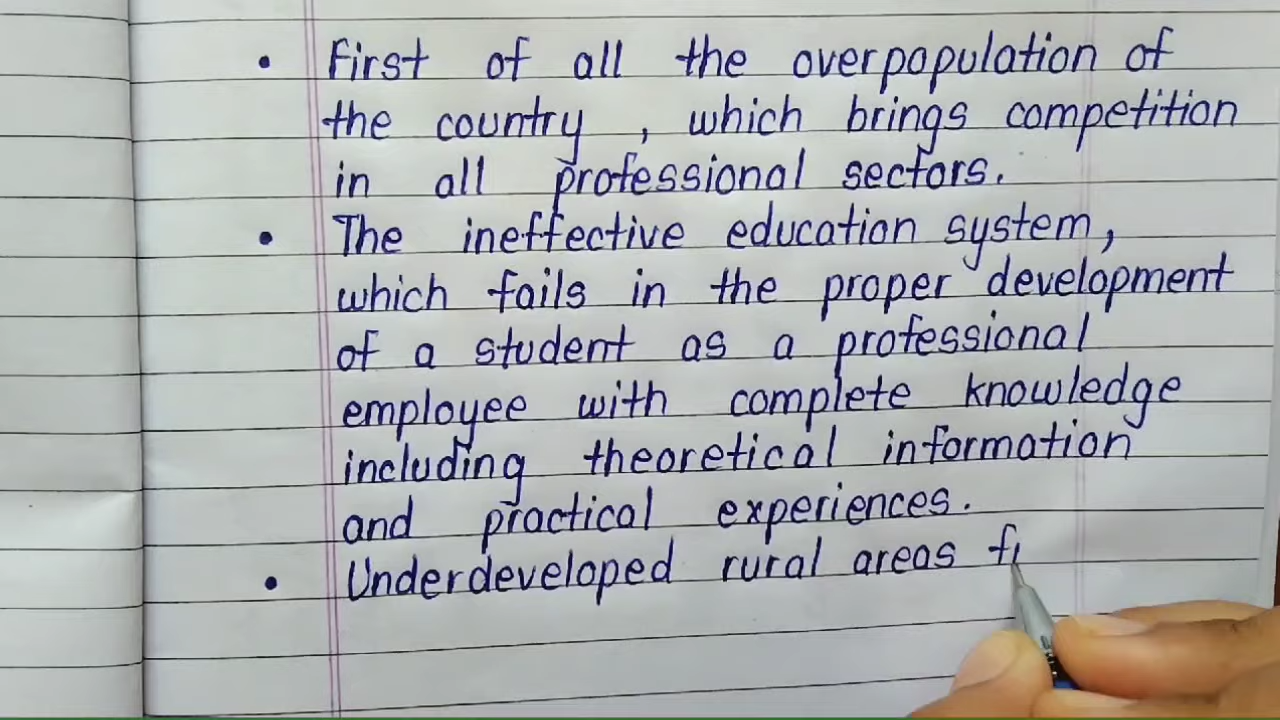 • First of all the overpopulation of
the country, which brings competition
in all professional sectors.
• The ineffective education system,
which fails in the proper development
of a student as a professional
employee with complete knowledge
including theoretical information
and practical experiences.
• Underdeveloped rural areas